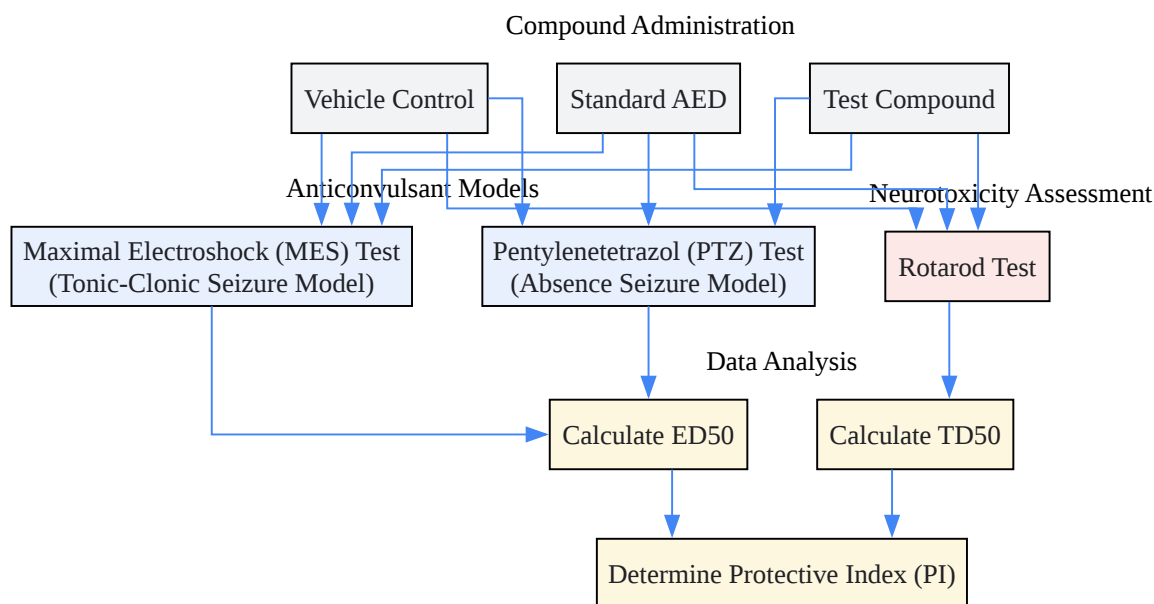 Compound Administration
Vehicle Control
Standard AED
Test Compound
Anticonvulsant Models
Neurotoxicity Assessment
Maximal Electroshock (MES) Test
(Tonic-Clonic Seizure Model)
Pentylenetetrazol (PTZ) Test
(Absence Seizure Model)
Rotarod Test
Data Analysis
Calculate ED50
Calculate TD50
Determine Protective Index (PI)